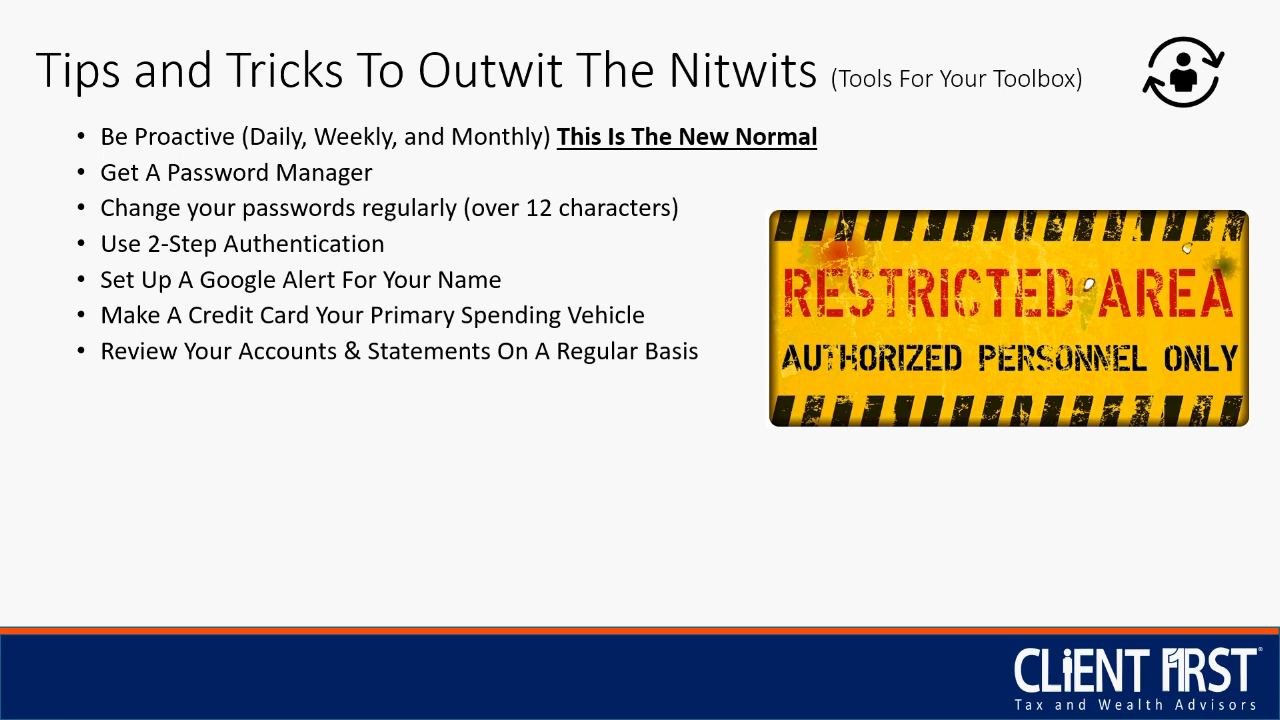 Tips and Tricks To Outwit The Nitwits (Tools For Your Toolbox)
• Be Proactive (Daily, Weekly, and Monthly) This Is The New Normal
• Get A Password Manager
• Change your passwords regularly (over 12 characters)
• Use 2-Step Authentication
• Set Up A Google Alert For Your Name
• Make A Credit Card Your Primary Spending Vehicle
• Review Your Accounts & Statements On A Regular Basis
RESTRICTED AREA
AUTHORIZED PERSONNEL ONLY
CLiENT FIRST®
Tax and Wealth Advisors